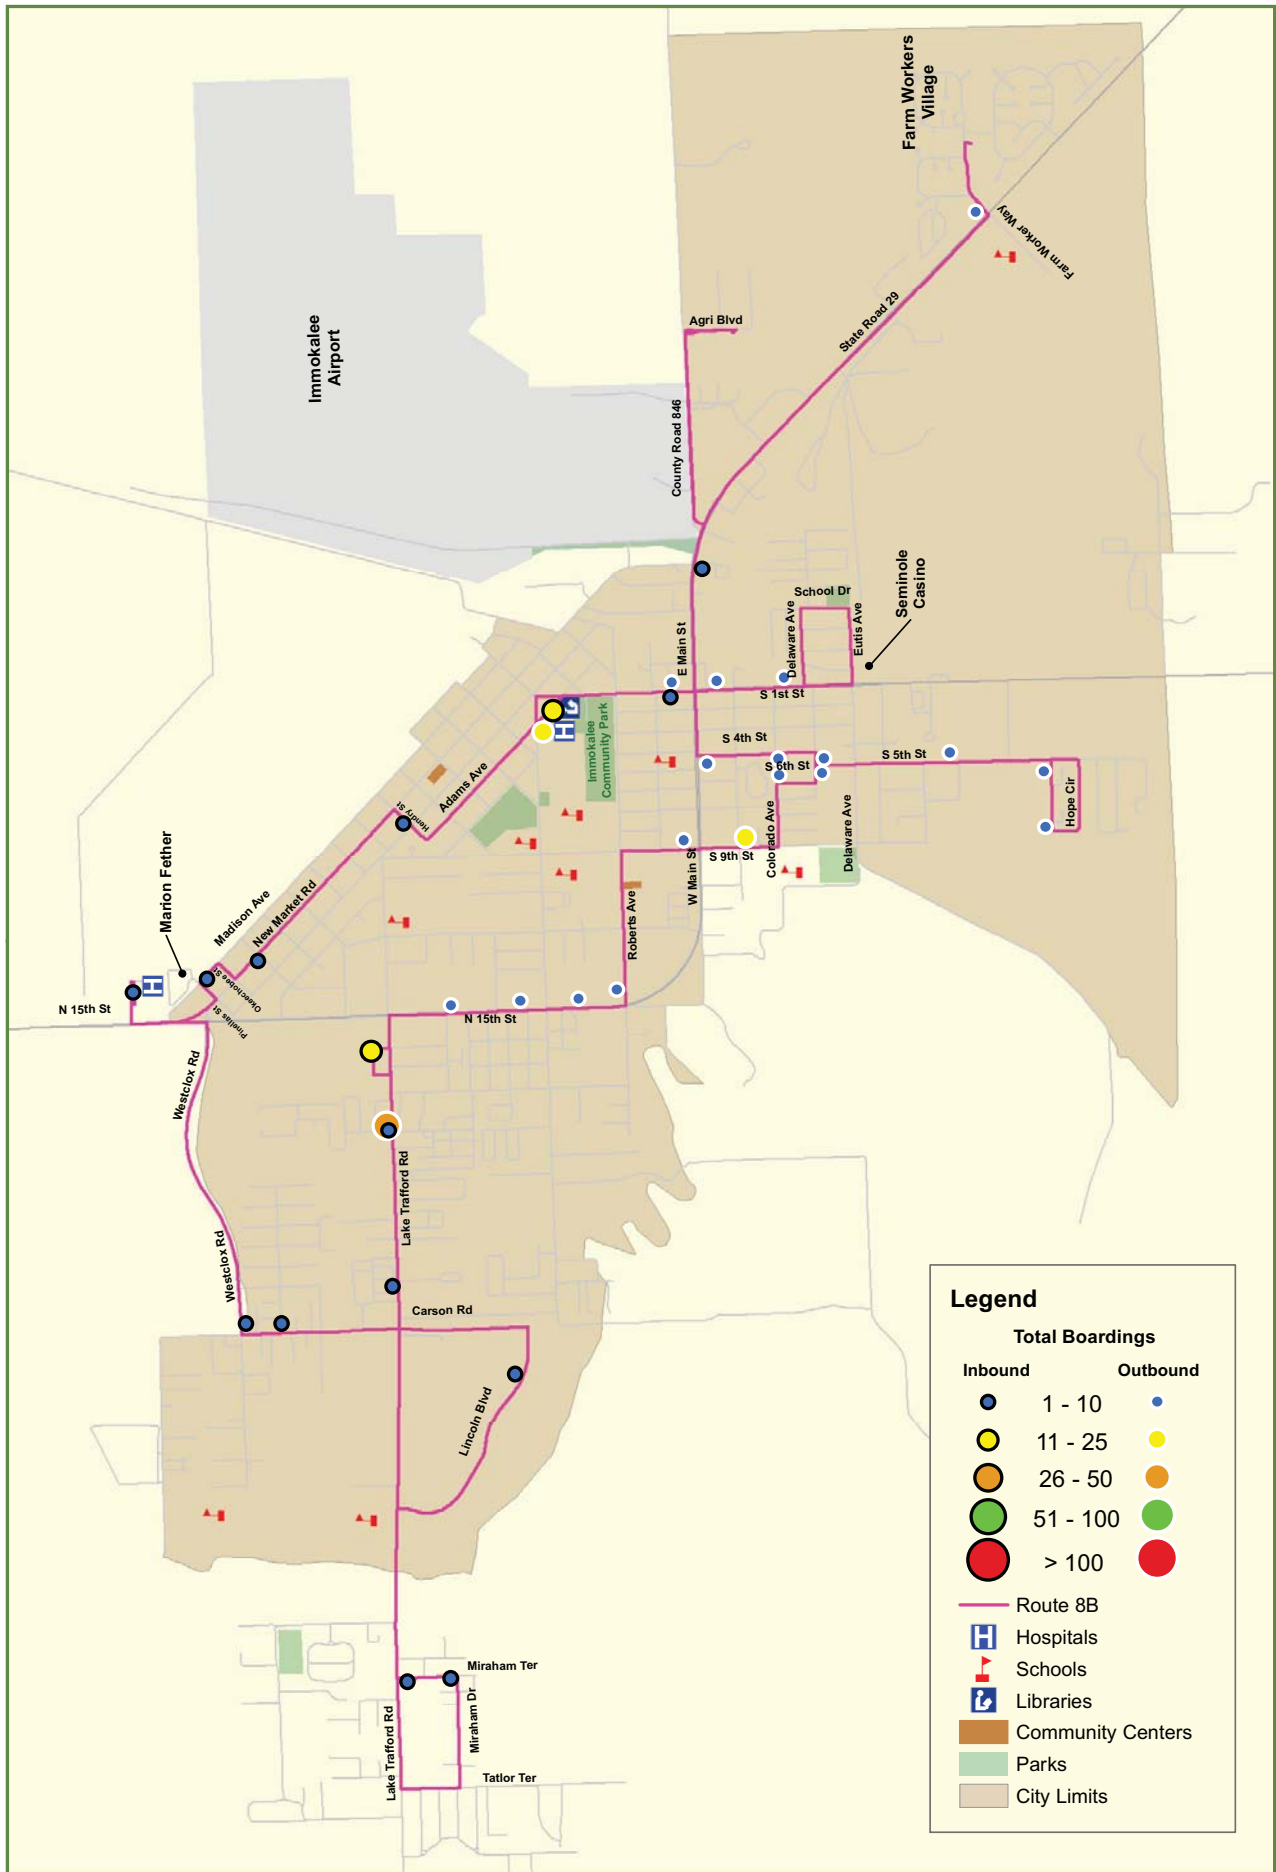 Farm Workers
Village
Farm Worker Way
State Road 29
Agri Blvd
Immokalee
Airport
County Road 846
Seminole
Casino
School Dr
Delaware Ave
Eutis Ave
E Main St
S 1st St
Immokalee
Community Park
S 4th St
S 6th St
S 5th St
Hope Cir
Adams Ave
Hendry St
Colorado Ave
Delaware Ave
S 9th St
W Main St
Roberts Ave
Marion Fether
Madison Ave
New Market Rd
Okeechobee St
Pinellas St
N 15th St
N 15th St
Westclox Rd
Lake Trafford Rd
Westclox Rd
Carson Rd
Lincoln Blvd
Miraham Ter
Miraham Dr
Lake Trafford Rd
Tatlor Ter
Legend
Total Boardings
Inbound Outbound
1 - 10
11 - 25
26 - 50
51 - 100
> 100
Route 8B
H Hospitals
Schools
Libraries
Community Centers
Parks
City Limits
H
H